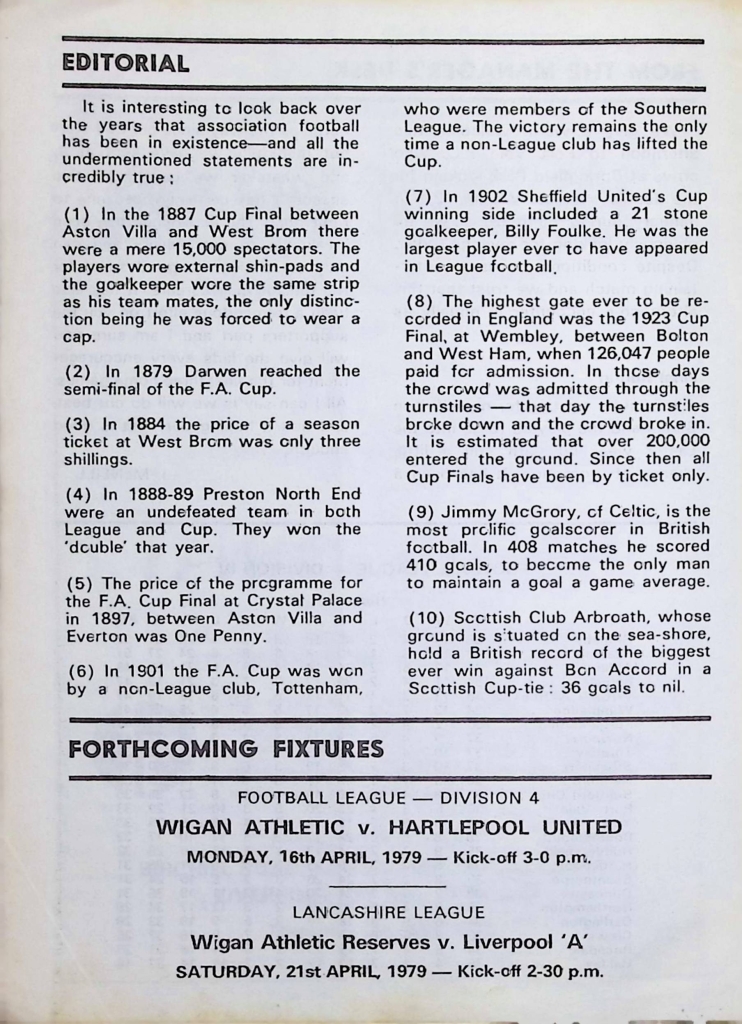 EDITORIAL
It is interesting to look back over
the years that association football
has been in existence—and all the
undermentioned statements are in-
credibly true :
(1) In the 1887 Cup Final between
Aston Villa and West Brom there
were a mere 15,000 spectators. The
players wore external shin-pads and
the goalkeeper wore the same strip
as his team mates, the only distinc-
tion being he was forced to wear a
cap.
(2) In 1879 Darwen reached the
semi-final of the F.A. Cup.
(3) In 1884 the price of a season
ticket at West Brom was only three
shillings.
(4) In 1888-89 Preston North End
were an undefeated team in both
League and Cup. They won the
'double' that year.
(5) The price of the programme for
the F.A. Cup Final at Crystal Palace
in 1897, between Aston Villa and
Everton was One Penny.
(6) In 1901 the F.A. Cup was won
by a non-League club, Tottenham,
who were members of the Southern
League. The victory remains the only
time a non-League club has lifted the
Cup.
(7) In 1902 Sheffield United's Cup
winning side included a 21 stone
goalkeeper, Billy Foulke. He was the
largest player ever to have appeared
in League football.
(8) The highest gate ever to be re-
corded in England was the 1923 Cup
Final, at Wembley, between Bolton
and West Ham, when 126,047 people
paid for admission. In those days
the crowd was admitted through the
turnstiles — that day the turnstiles
broke down and the crowd broke in.
It is estimated that over 200,000
entered the ground. Since then all
Cup Finals have been by ticket only.
(9) Jimmy McGrory, of Celtic, is the
most prolific goalscorer in British
football. In 408 matches he scored
410 goals, to become the only man
to maintain a goal a game average.
(10) Scottish Club Arbroath, whose
ground is situated on the sea-shore,
hold a British record of the biggest
ever win against Bon Accord in a
Scottish Cup-tie : 36 goals to nil.
FORTHCOMING FIXTURES
FOOTBALL LEAGUE — DIVISION 4
WIGAN ATHLETIC v. HARTLEPOOL UNITED
MONDAY, 16th APRIL, 1979 — Kick-off 3-0 p.m.
LANCASHIRE LEAGUE
Wigan Athletic Reserves v. Liverpool 'A'
SATURDAY, 21st APRIL, 1979 — Kick-off 2-30 p.m.